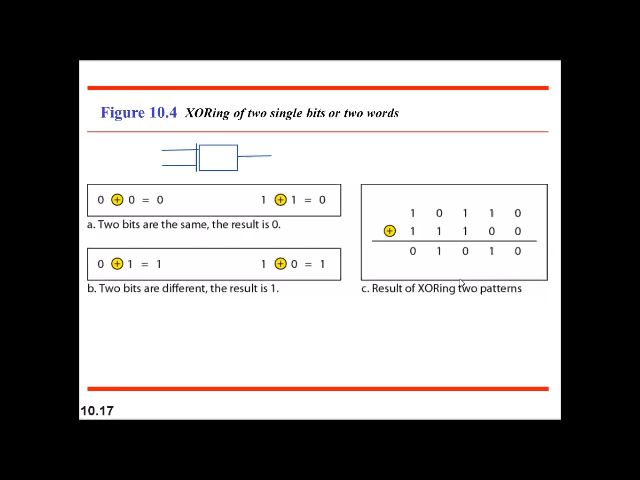 Figure 10.4 XORing of two single bits or two words
0 ⊕ 0 = 0 1 ⊕ 1 = 0
a. Two bits are the same, the result is 0.
0 ⊕ 1 = 1 1 ⊕ 0 = 1
b. Two bits are different, the result is 1.
1 0 1 1 0
⊕ 1 1 1 0 0
0 1 0 1 0
c. Result of XORing two patterns
10.17